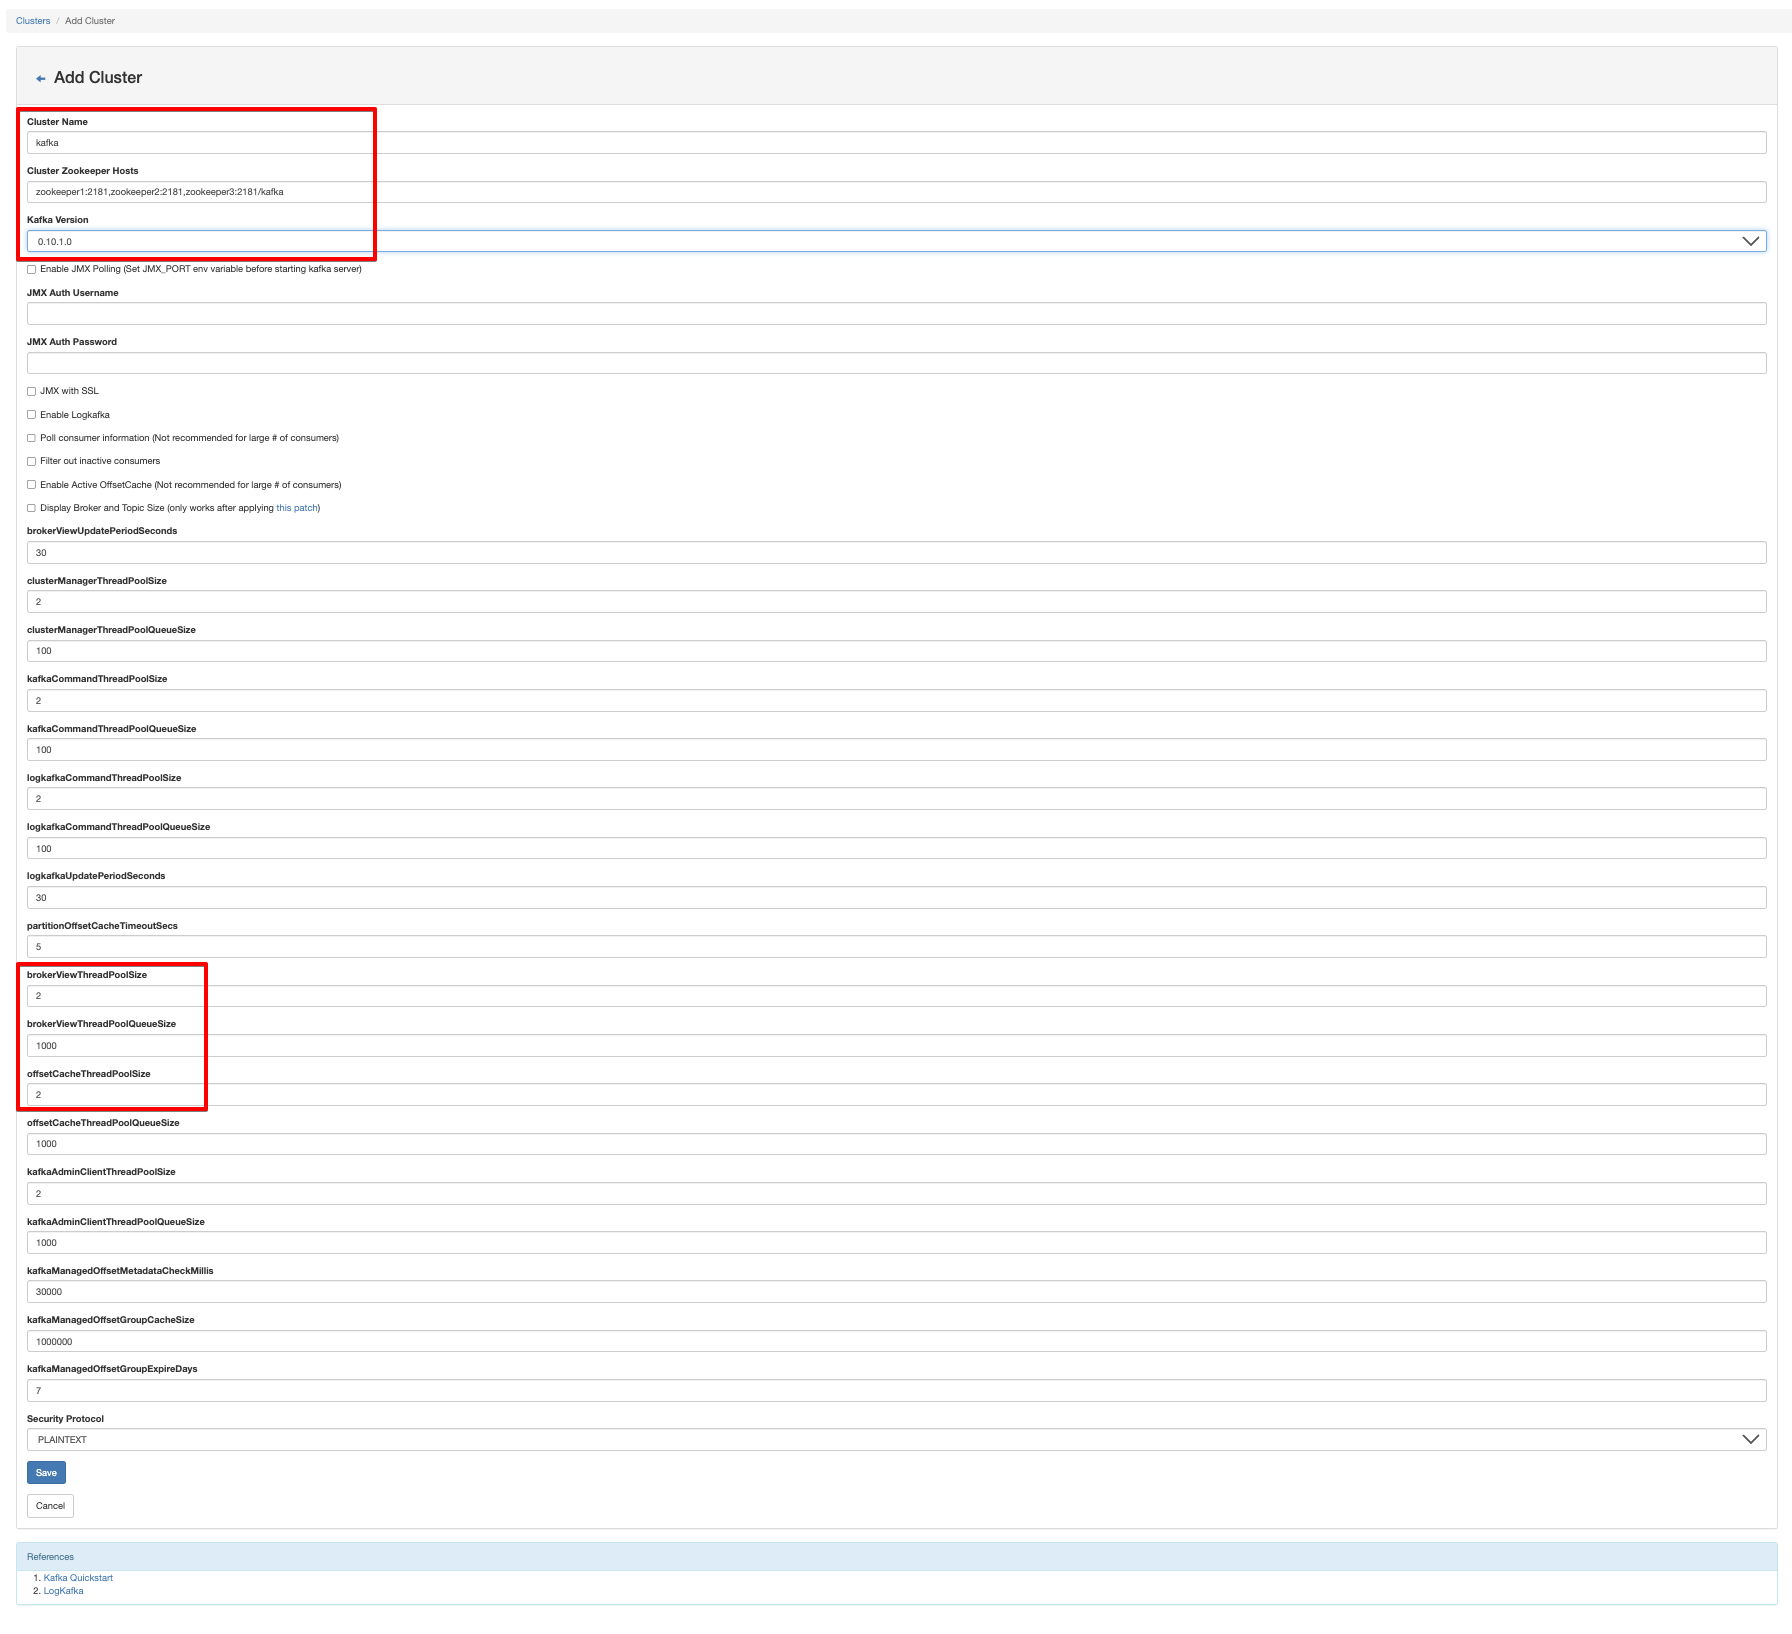 Clusters / Add Cluster
Add Cluster
Cluster Name
kafka
Cluster Zookeeper Hosts
zookeeper1:2181,zookeeper2:2181,zookeeper3:2181/kafka
Kafka Version
0.10.1.0
Enable JMX Polling (Set JMX_PORT env variable before starting kafka server)
JMX Auth Username
JMX Auth Password
JMX with SSL
Enable Logkafka
Poll consumer information (Not recommended for large # of consumers)
Filter out inactive consumers
Enable Active OffsetCache (Not recommended for large # of consumers)
Display Broker and Topic Size (only works after applying this patch)
brokerViewUpdatePeriodSeconds
30
clusterManagerThreadPoolSize
2
clusterManagerThreadPoolQueueSize
100
kafkaCommandThreadPoolSize
2
kafkaCommandThreadPoolQueueSize
100
logkafkaCommandThreadPoolSize
2
logkafkaCommandThreadPoolQueueSize
100
logkafkaUpdatePeriodSeconds
30
partitionOffsetCacheTimeoutSecs
5
brokerViewThreadPoolSize
2
brokerViewThreadPoolQueueSize
1000
offsetCacheThreadPoolSize
2
offsetCacheThreadPoolQueueSize
1000
kafkaAdminClientThreadPoolSize
2
kafkaAdminClientThreadPoolQueueSize
1000
kafkaManagedOffsetMetadataCheckMillis
30000
kafkaManagedOffsetGroupCacheSize
1000000
kafkaManagedOffsetGroupExpireDays
7
Security Protocol
PLAINTEXT
Save
Cancel
References
1. Kafka Quickstart
2. LogKafka